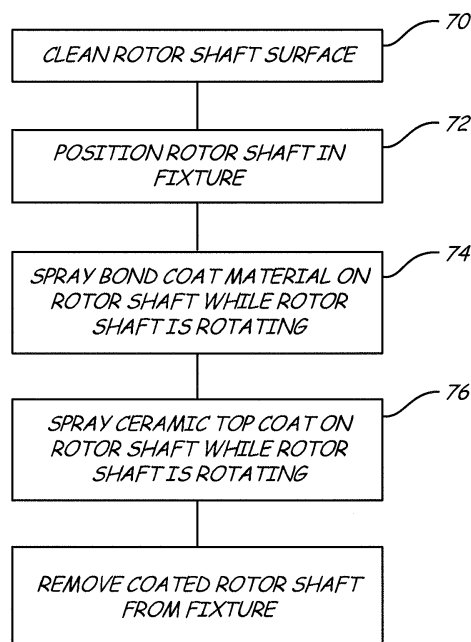 70
CLEAN ROTOR SHAFT SURFACE
72
POSITION ROTOR SHAFT IN
FIXTURE
74
SPRAY BOND COAT MATERIAL ON
ROTOR SHAFT WHILE ROTOR
SHAFT IS ROTATING
76
SPRAY CERAMIC TOP COAT ON
ROTOR SHAFT WHILE ROTOR
SHAFT IS ROTATING
REMOVE COATED ROTOR SHAFT
FROM FIXTURE